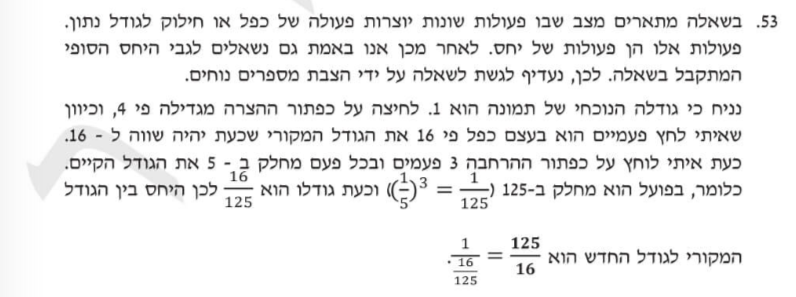 53. בשאלה מתארים מצב שבו פעולות שונות יוצרות פעולה של כפל או חילוק לגודל נתון.
פעולות אלו הן פעולות של יחס. לאחר מכן אנו באמת גם נשאלים לגבי היחס הסופי
המתקבל בשאלה. לכן, נעדיף לגשת לשאלה על ידי הצבת מספרים נוחים.
נניח כי גודלה הנוכחי של תמונה הוא 1. לחיצה על כפתור ההצרה מגדילה פי 4, וכיוון
שאיתי לחץ פעמיים הוא בעצם כפל פי 16 את הגודל המקורי שכעת יהיה שווה ל - 16.
כעת איתי לוחץ על כפתור ההרחבה 3 פעמים ובכל פעם מחלק ב - 5 את הגודל הקיים.
כלומר, בפועל הוא מחלק ב-125 ($\frac{1}{125} = (\frac{1}{5})^3$) וכעת גודלו הוא $\frac{16}{125}$ לכן היחס בין הגודל
המקורי לגודל החדש הוא $\frac{125}{16} = \frac{1}{\frac{16}{125}}$.